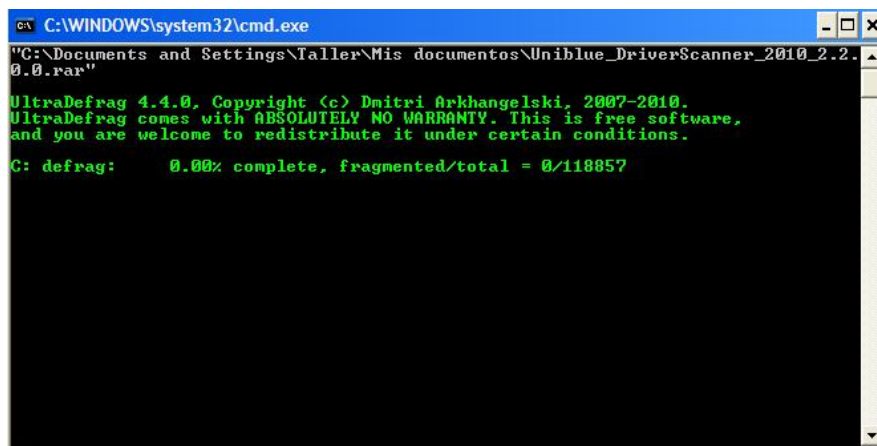 C:\WINDOWS\system32\cmd.exe
"C:\Documents and Settings\Taller\Mis documentos\Uniblue_DriverScanner_2010_2.2.
0.0.rar"
UltraDefrag 4.4.0, Copyright (c) Dmitri Arkhangelski, 2007-2010.
UltraDefrag comes with ABSOLUTELY NO WARRANTY. This is free software,
and you are welcome to redistribute it under certain conditions.
C: defrag:     0.00% complete, fragmented/total = 0/118857